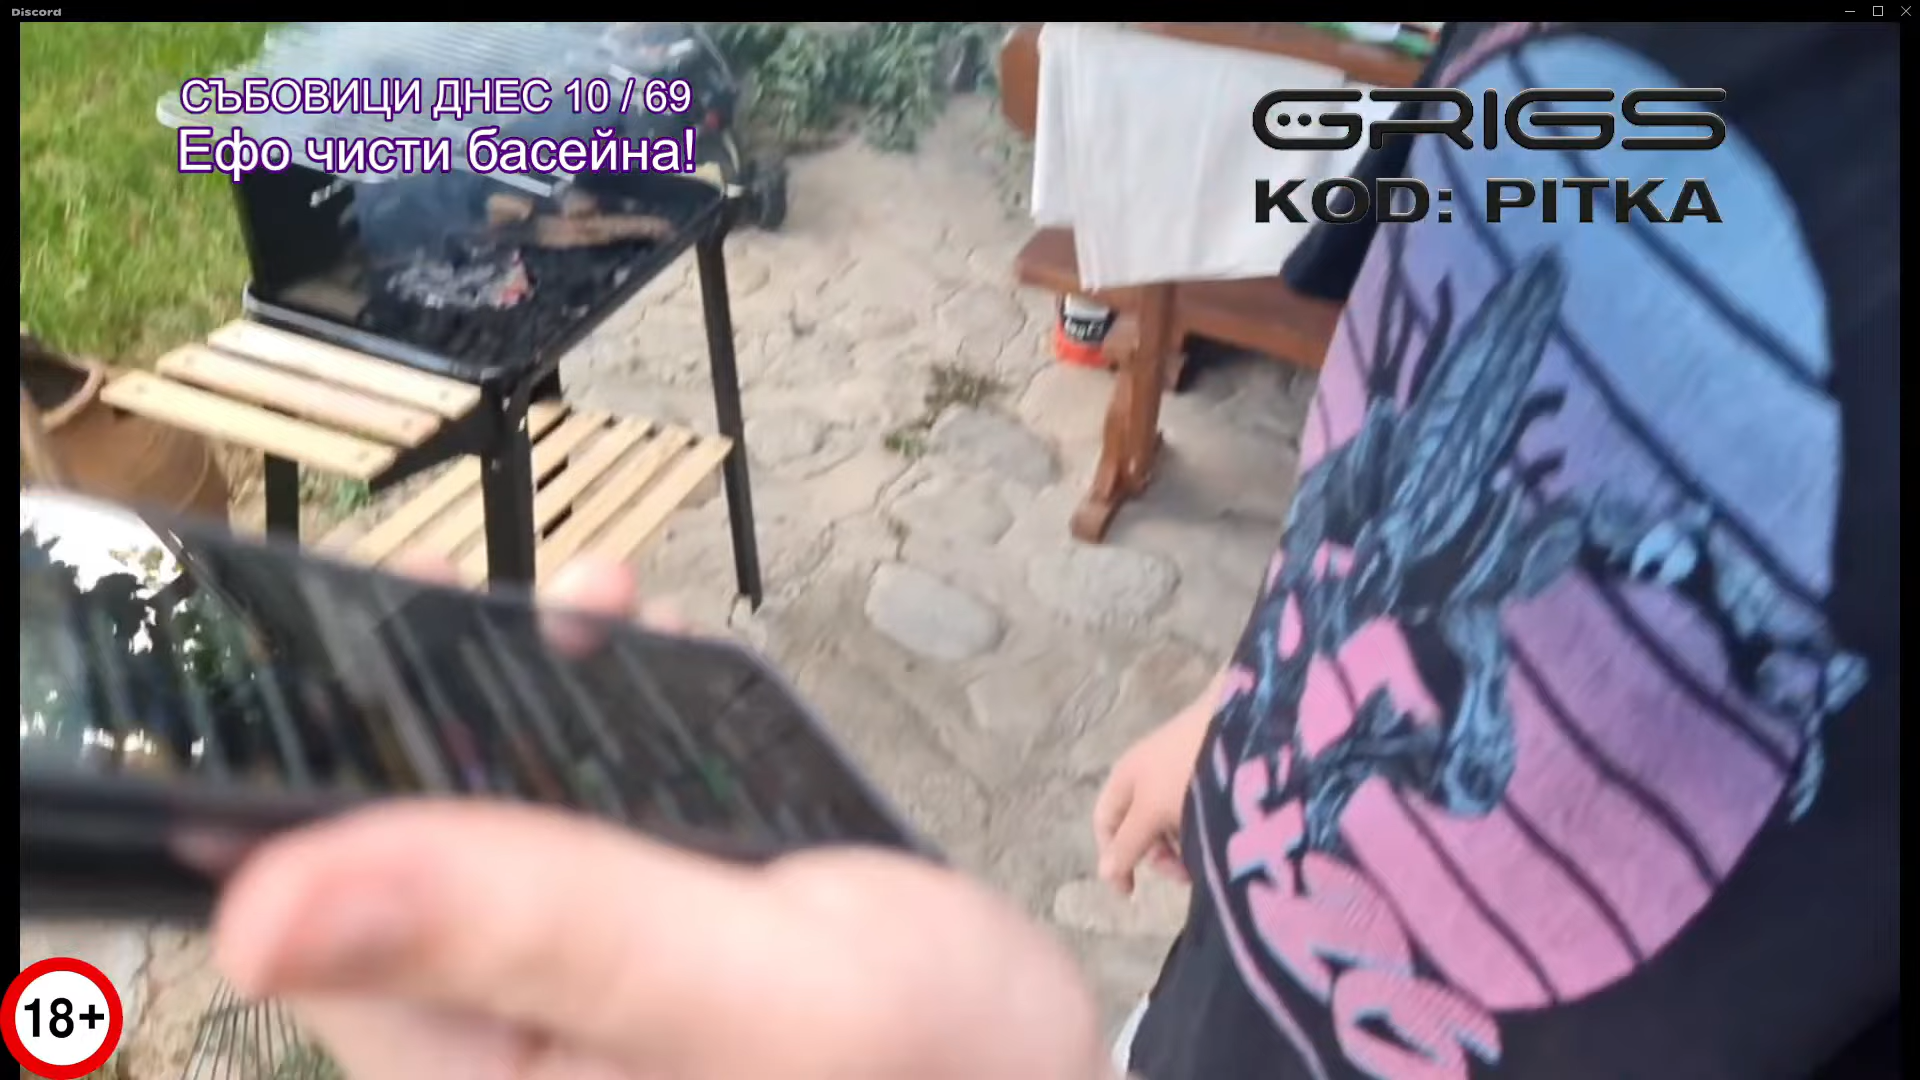 Discord
СЪБОВИЦИ ДНЕС 10 / 69
Ефо чисти басейна!
GRIGS
KOD: PITKA
18+